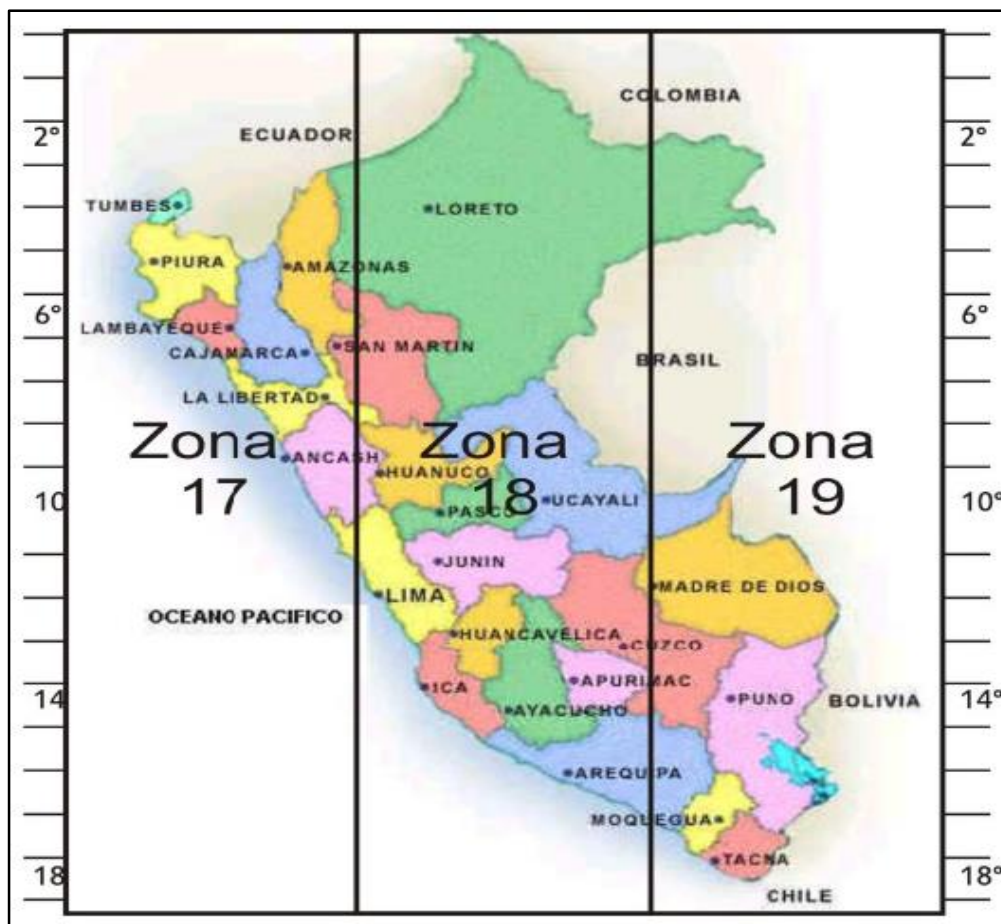 COLOMBIA
ECUADOR
2°
2°
TUMBES
LORETO
PIURA
AMAZONAS
6°
6°
LAMBAYEQUE
SAN MARTIN
CAJAMARCA
BRASIL
LA LIBERTAD
Zona
17
Zona
18
Zona
19
ANCASH
HUANUCO
10
UCAYALI
10°
PASCO
JUNIN
MADRE DE DIOS
LIMA
OCEANO PACIFICO
HUANCAVELICA
CUZCO
ICA
APURIMAC
14
14°
PUNO
BOLIVIA
AYACUCHO
AREQUIPA
MOQUEGUA
TACNA
18
18°
CHILE